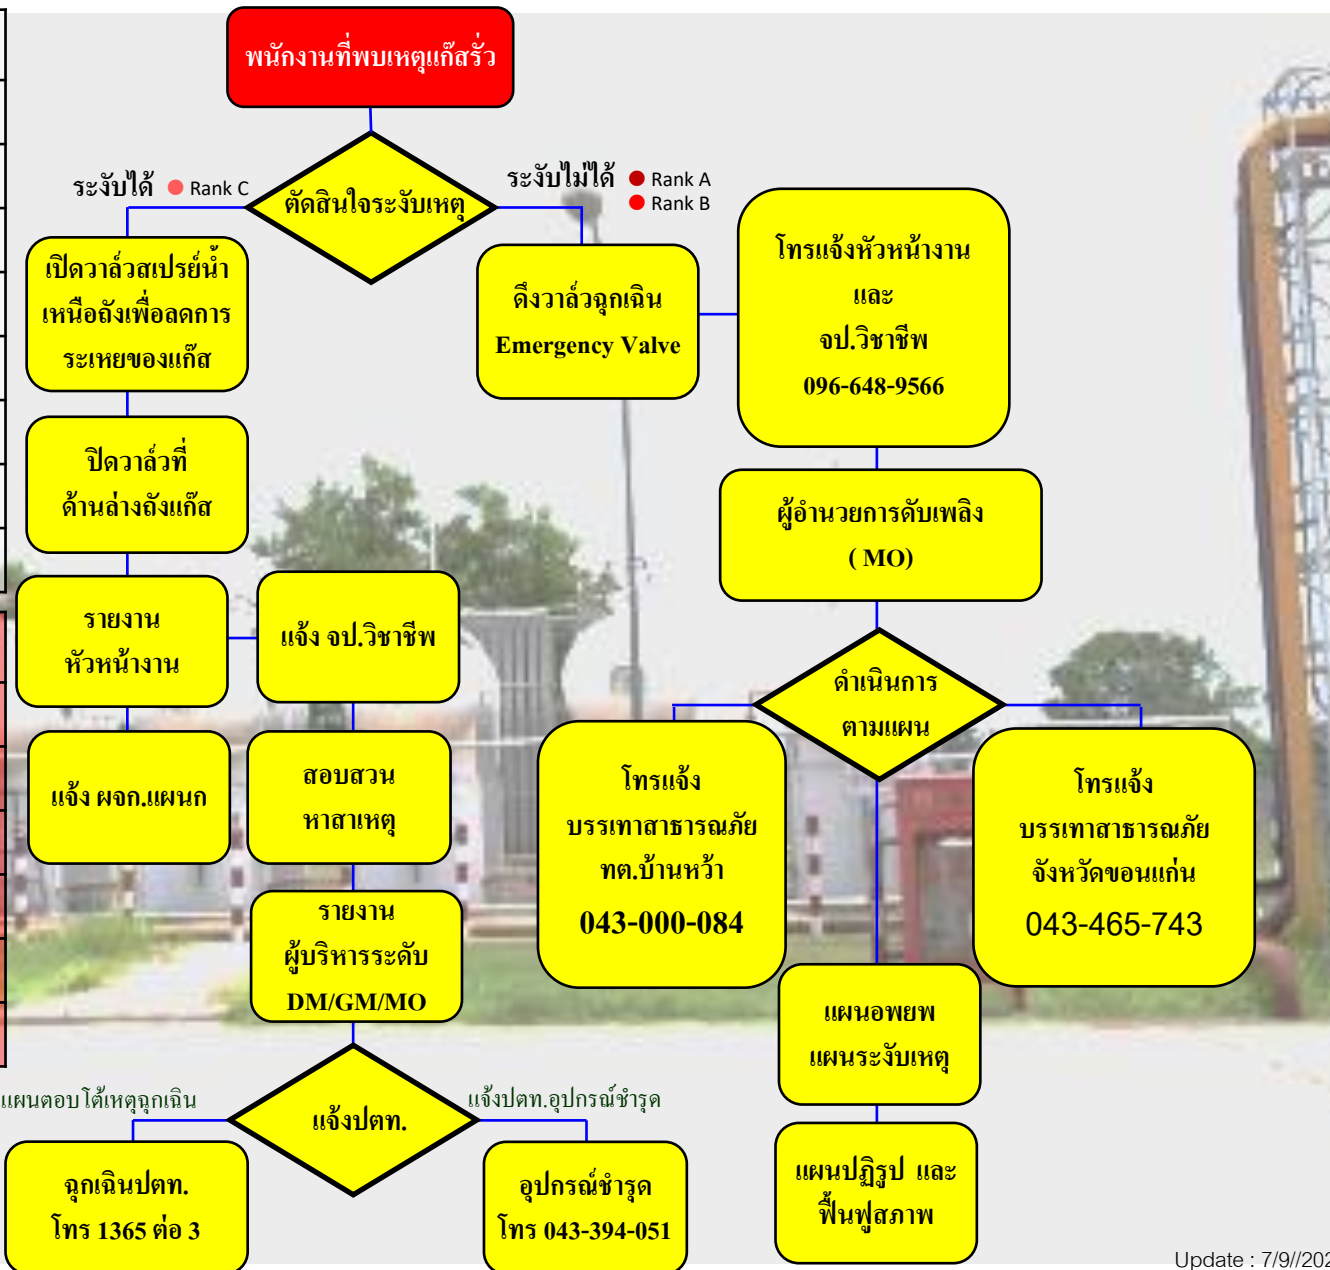 พนักงานที่พบเหตุแก๊สรั่ว
ตัดสินใจระงับเหตุ
ระงับได้
Rank C
ระงับไม่ได้
Rank A
Rank B
เปิดวาล์วสเปรย์น้ำ
เหนือถังเพื่อลดการ
ระเหยของแก๊ส
ปิดวาล์วที่
ด้านล่างถังแก๊ส
รายงาน
หัวหน้างาน
แจ้ง ผจก.แผนก
แจ้ง จป.วิชาชีพ
สอบสวน
หาสาเหตุ
รายงาน
ผู้บริหารระดับ
DM/GM/MO
แจ้งปตท.
แผนตอบโต้เหตุฉุกเฉิน
ฉุกเฉินปตท.
โทร 1365 ต่อ 3
แจ้งปตท.อุปกรณ์ชำรุด
อุปกรณ์ชำรุด
โทร 043-394-051
ดึงวาล์วฉุกเฉิน
Emergency Valve
โทรแจ้งหัวหน้างาน
และ
จป.วิชาชีพ
096-648-9566
ผู้อำนวยการดับเพลิง
( MO)
ดำเนินการ
ตามแผน
โทรแจ้ง
บรรเทาสาธารณภัย
ทต.บ้านหว้า
043-000-084
โทรแจ้ง
บรรเทาสาธารณภัย
จังหวัดขอนแก่น
043-465-743
แผนอพยพ
แผนระงับเหตุ
แผนปฏิรูป และ
ฟื้นฟูสภาพ
Update : 7/9//202